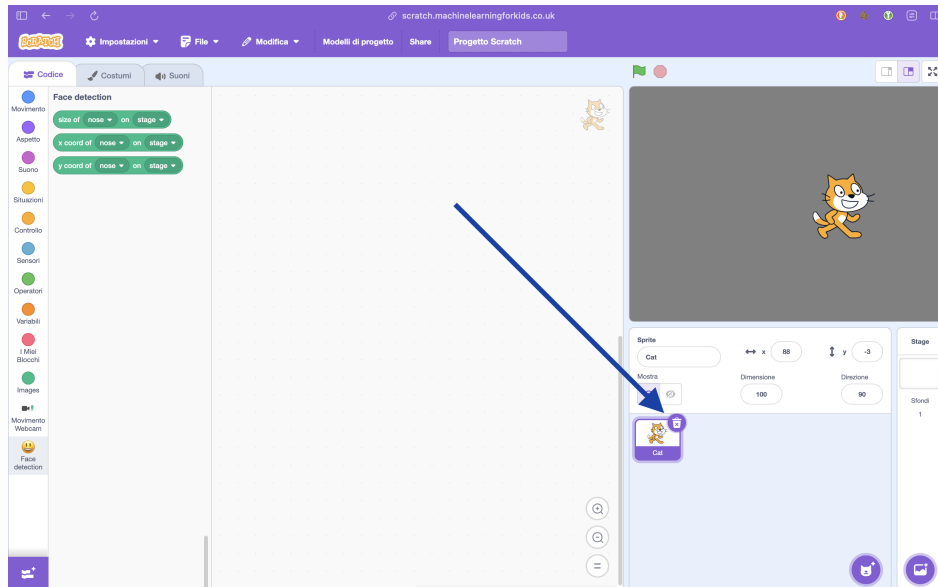 scratch.machinelearningforkids.co.uk
SCRATCH
Impostazioni
File
Modifica
Modelli di progetto
Share
Progetto Scratch
Codice
Costumi
Suoni
Movimento
Aspetto
Suono
Situazioni
Controllo
Sensori
Operatori
Variabili
I Miei
Blocchi
Images
Movimento
Webcam
Face
detection
Face detection
size of nose on stage
x coord of nose on stage
y coord of nose on stage
Sprite
Cat
x 88
y -3
Mostra
Dimensione
100
Direzione
90
Cat
Stage
Sfondi
1